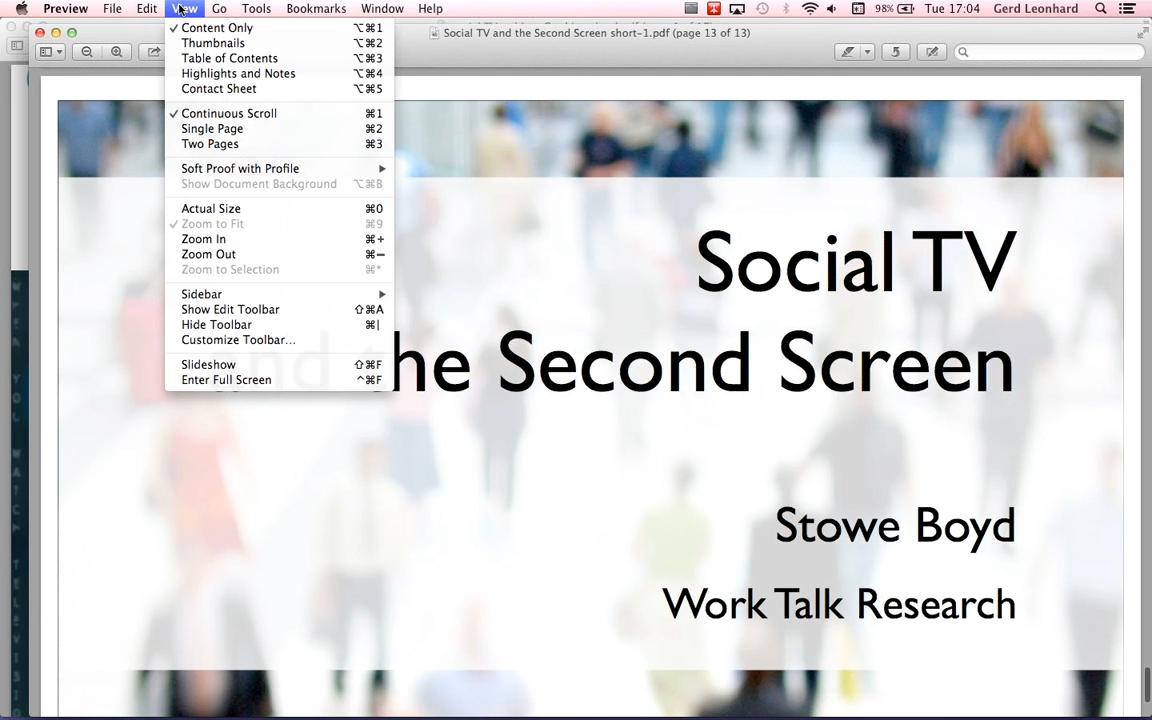 Preview File Edit View Go Tools Bookmarks Window Help 98% Tue 17:04 Gerd Leonhard
Social TV and the Second Screen short-1.pdf (page 13 of 13)
✓ Content Only ⌥⌘1
Thumbnails ⌥⌘2
Table of Contents ⌥⌘3
Highlights and Notes ⌥⌘4
Contact Sheet ⌥⌘5
✓ Continuous Scroll ⌘1
Single Page ⌘2
Two Pages ⌘3
Soft Proof with Profile
Show Document Background ⌥⌘B
Actual Size ⌘0
✓ Zoom to Fit ⌘9
Zoom In ⌘+
Zoom Out ⌘–
Zoom to Selection ⌘*
Sidebar
Show Edit Toolbar ⇧⌘A
Hide Toolbar ⌘|
Customize Toolbar...
Slideshow ⇧⌘F
Enter Full Screen ^⌘F
Social TV
and the Second Screen
Stowe Boyd
Work Talk Research